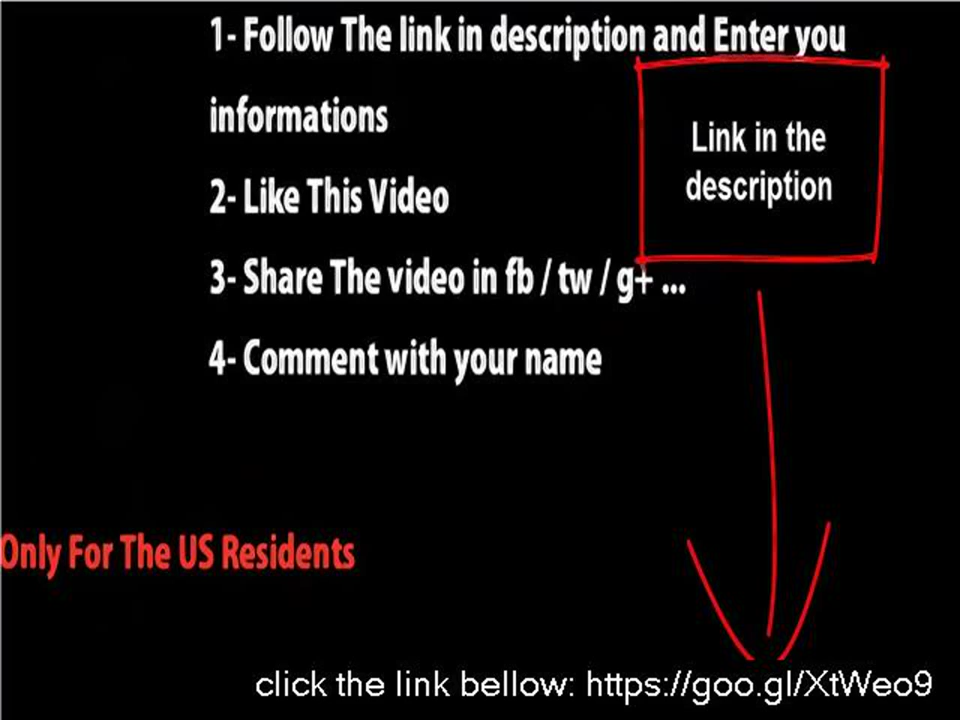 1- Follow The link in description and Enter you
informations
Link in the
description
2- Like This Video
3- Share The video in fb / tw / g+ ...
4- Comment with your name
Only For The US Residents
click the link bellow: https://goo.gl/XtWeo9